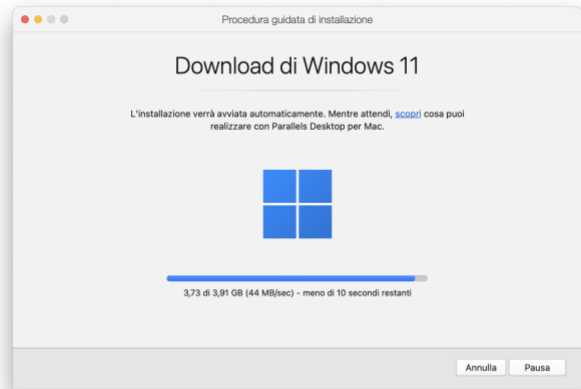 Procedura guidata di installazione
Download di Windows 11
L'installazione verrà avviata automaticamente. Mentre attendi, scopri cosa puoi
realizzare con Parallels Desktop per Mac.
3,73 di 3,91 GB (44 MB/sec) - meno di 10 secondi restanti
Annulla
Pausa